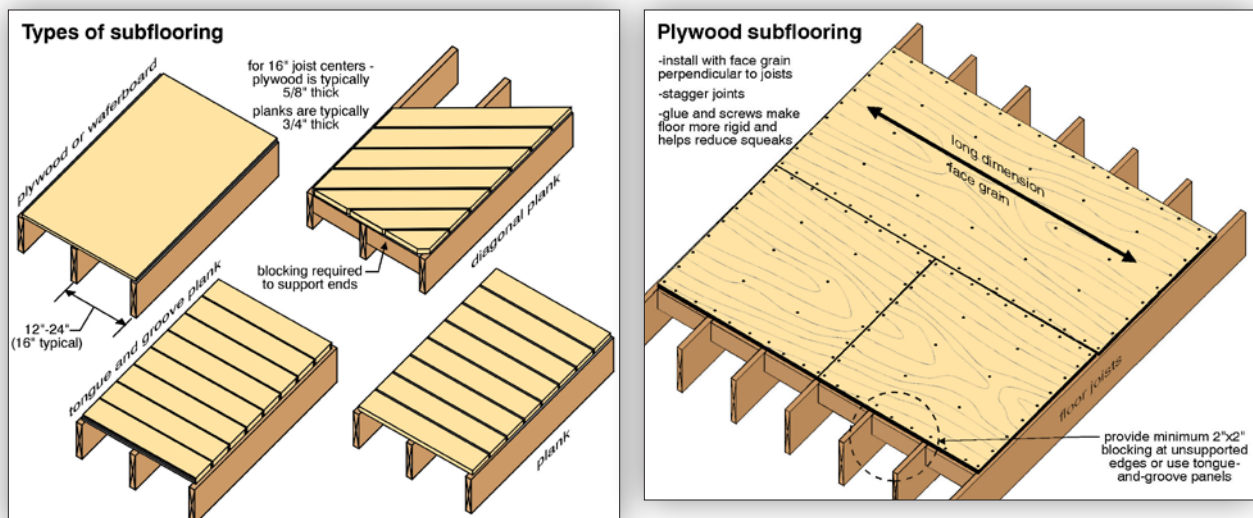 Types of subflooring
for 16" joist centers -
plywood is typically
5/8" thick
planks are typically
3/4" thick
plywood or waferboard
diagonal plank
blocking required
to support ends
12"-24"
(16" typical)
tongue and groove plank
plank
Plywood subflooring
-install with face grain
perpendicular to joists
-stagger joints
-glue and screws make
floor more rigid and
helps reduce squeaks
long dimension
face grain
floor joists
provide minimum 2"x2"
blocking at unsupported
edges or use tongue-
and-groove panels